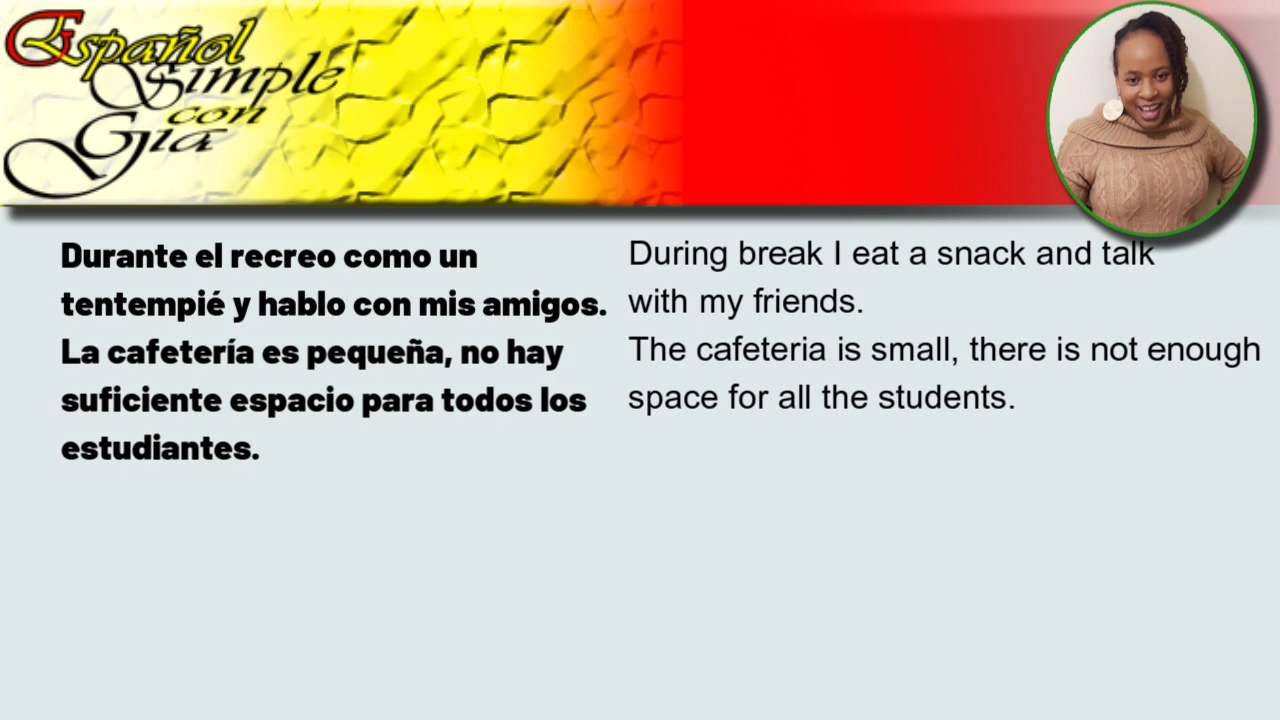 Español
Simple
con
Gia
Durante el recreo como un
tentempié y hablo con mis amigos.
La cafetería es pequeña, no hay
suficiente espacio para todos los
estudiantes.
During break I eat a snack and talk
with my friends.
The cafeteria is small, there is not enough
space for all the students.